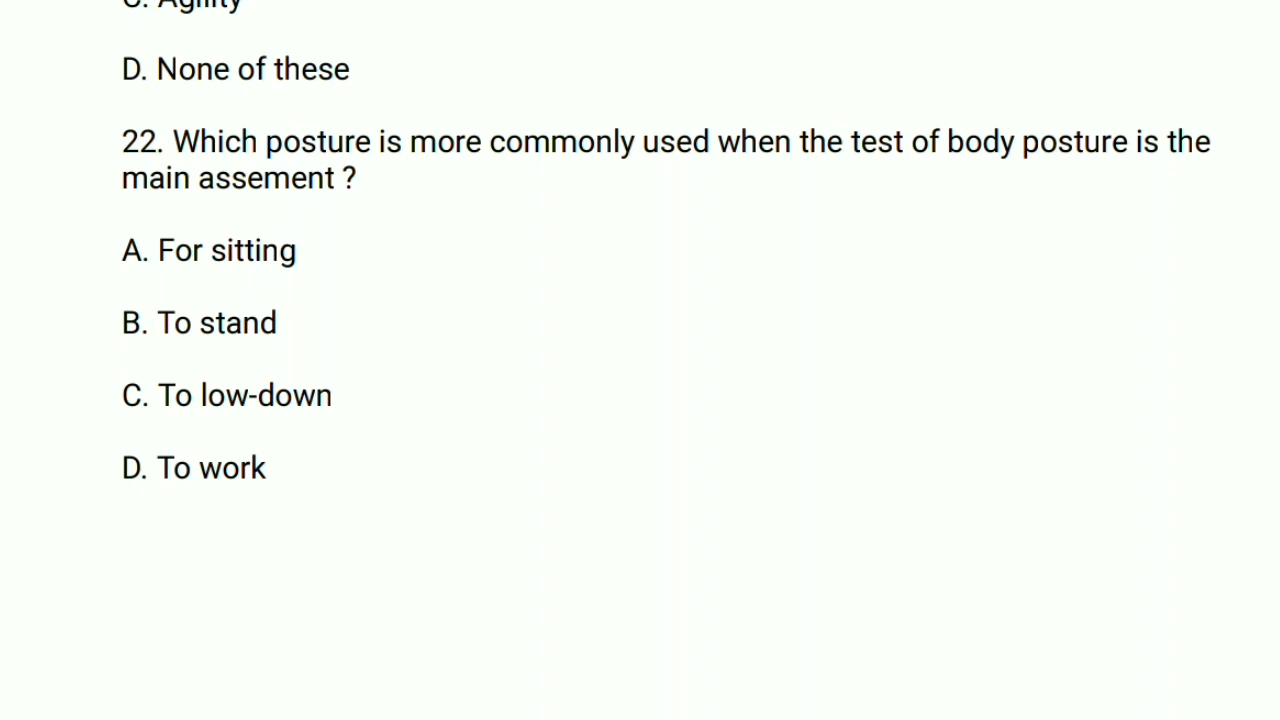 C. Agility
D. None of these
22. Which posture is more commonly used when the test of body posture is the
main assement ?
A. For sitting
B. To stand
C. To low-down
D. To work